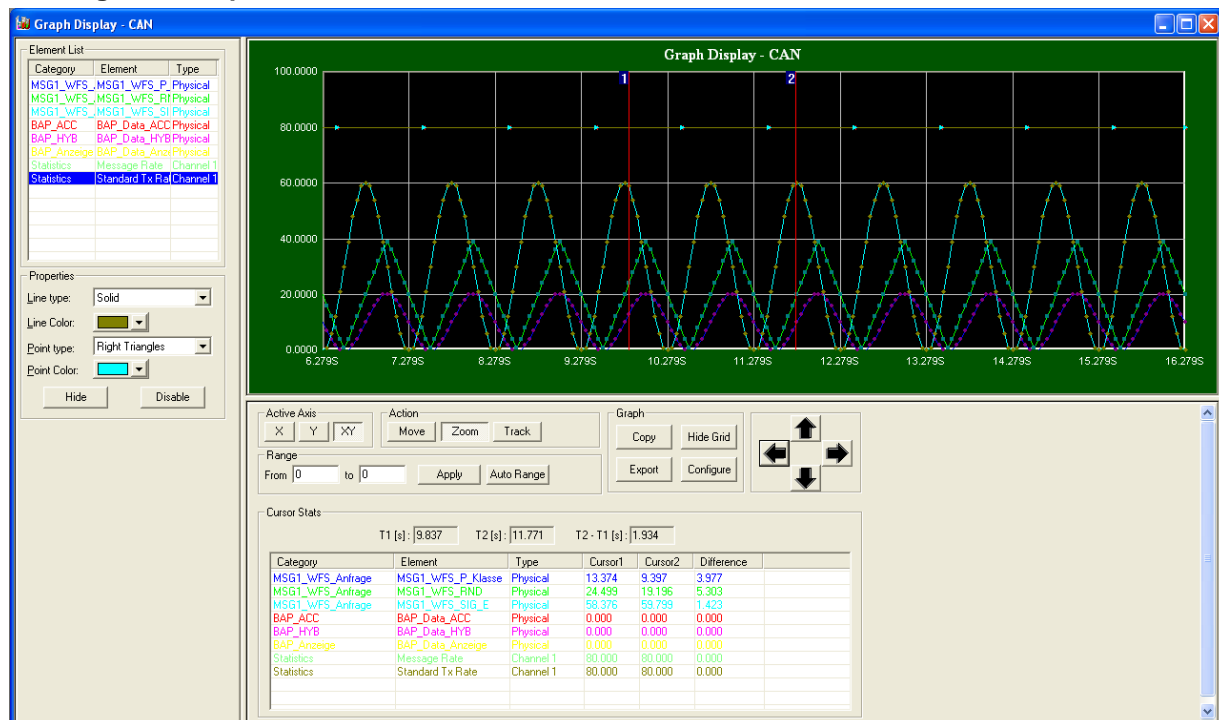 Graph Display - CAN
Element List
Category Element Type
MSG1_WFS_ MSG1_WFS_P_ Physical
MSG1_WFS_ MSG1_WFS_RI Physical
MSG1_WFS_ MSG1_WFS_SI Physical
BAP_ACC BAP_Data_ACC Physical
BAP_HYB BAP_Data_HYB Physical
BAP_Anzeige BAP_Data_Anz Physical
Statistics Message Rate Channel 1
Statistics Standard Tx Rat Channel 1
Properties
Line type: Solid
Line Color:
Point type: Right Triangles
Point Color:
Hide Disable
Graph Display - CAN
1 2
100.0000
80.0000
60.0000
40.0000
20.0000
0.0000
6.279S 7.279S 8.279S 9.279S 10.279S 11.279S 12.279S 13.279S 14.279S 15.279S 16.279S
Active Axis Action Graph
X Y XY Move Zoom Track Copy Hide Grid
Range
From 0 to 0 Apply Auto Range Export Configure
Cursor Stats
T1 [s] : 9.837 T2 [s] : 11.771 T2 - T1 [s] : 1.934
Category Element Type Cursor1 Cursor2 Difference
MSG1_WFS_Anfrage MSG1_WFS_P_Klasse Physical 13.374 9.397 3.977
MSG1_WFS_Anfrage MSG1_WFS_RND Physical 24.499 19.196 5.303
MSG1_WFS_Anfrage MSG1_WFS_SIG_E Physical 58.376 59.799 1.423
BAP_ACC BAP_Data_ACC Physical 0.000 0.000 0.000
BAP_HYB BAP_Data_HYB Physical 0.000 0.000 0.000
BAP_Anzeige BAP_Data_Anzeige Physical 0.000 0.000 0.000
Statistics Message Rate Channel 1 80.000 80.000 0.000
Statistics Standard Tx Rate Channel 1 80.000 80.000 0.000